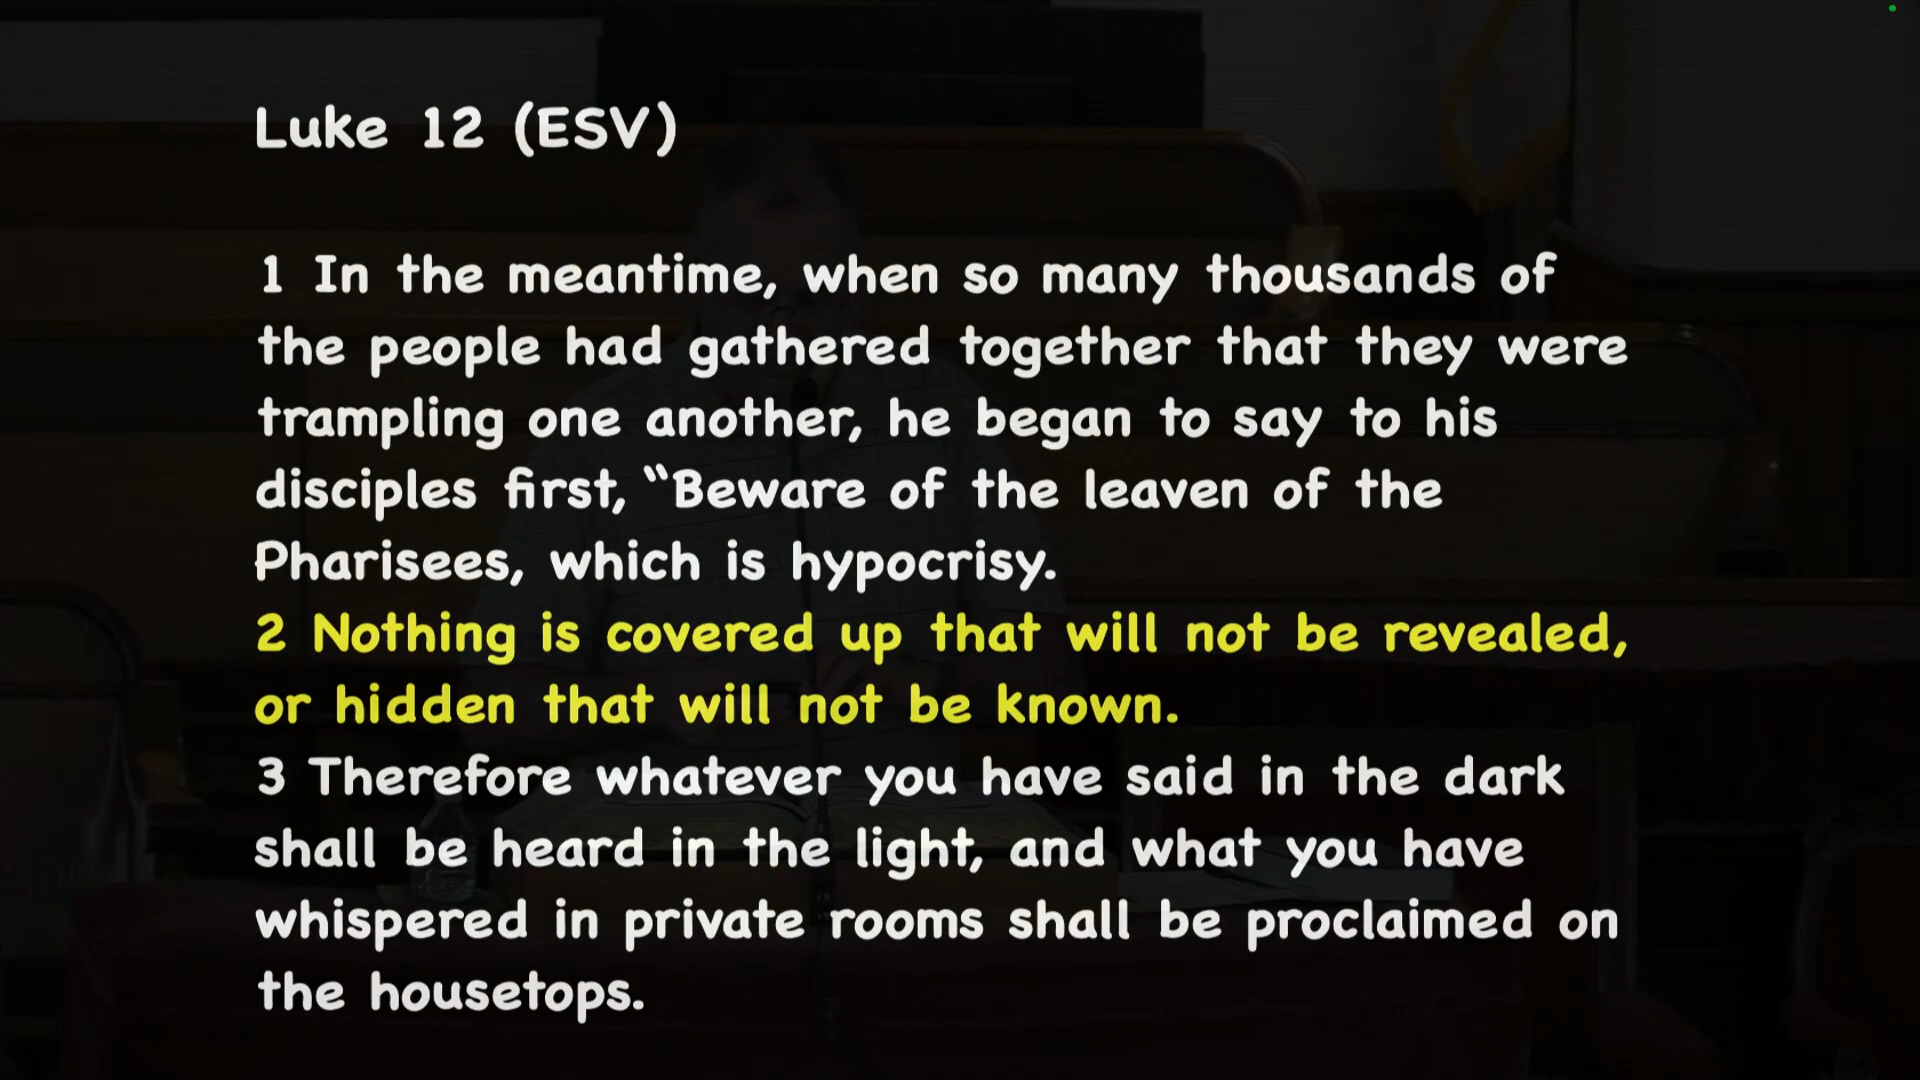 Luke 12 (ESV)
1 In the meantime, when so many thousands of
the people had gathered together that they were
trampling one another, he began to say to his
disciples first, “Beware of the leaven of the
Pharisees, which is hypocrisy.
2 Nothing is covered up that will not be revealed,
or hidden that will not be known.
3 Therefore whatever you have said in the dark
shall be heard in the light, and what you have
whispered in private rooms shall be proclaimed on
the housetops.